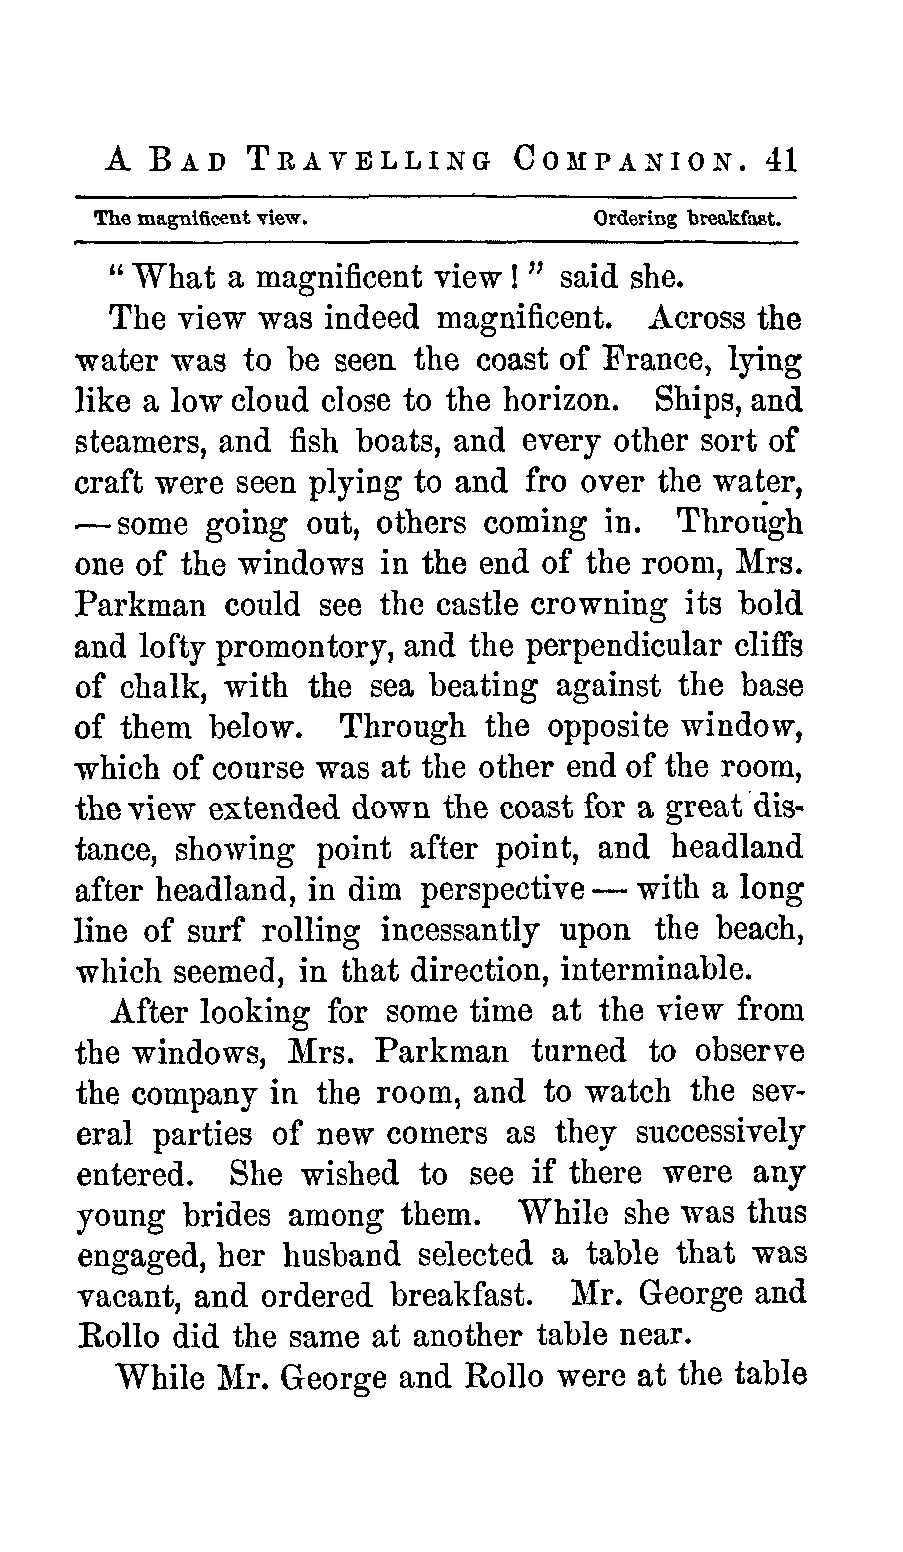 A BAD TRAVELLING COMPANION. 41
The magnificent view. Ordering breakfast.
“What a magnificent view!” said she.
The view was indeed magnificent. Across the
water was to be seen the coast of France, lying
like a low cloud close to the horizon. Ships, and
steamers, and fish boats, and every other sort of
craft were seen plying to and fro over the water,
— some going out, others coming in. Through
one of the windows in the end of the room, Mrs.
Parkman could see the castle crowning its bold
and lofty promontory, and the perpendicular cliffs
of chalk, with the sea beating against the base
of them below. Through the opposite window,
which of course was at the other end of the room,
the view extended down the coast for a great dis-
tance, showing point after point, and headland
after headland, in dim perspective — with a long
line of surf rolling incessantly upon the beach,
which seemed, in that direction, interminable.
After looking for some time at the view from
the windows, Mrs. Parkman turned to observe
the company in the room, and to watch the sev-
eral parties of new comers as they successively
entered. She wished to see if there were any
young brides among them. While she was thus
engaged, her husband selected a table that was
vacant, and ordered breakfast. Mr. George and
Rollo did the same at another table near.
While Mr. George and Rollo were at the table